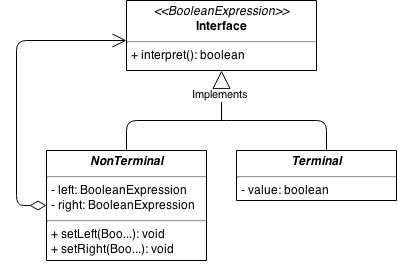 <<BooleanExpression>>
Interface
+ interpret(): boolean
Implements
NonTerminal
- left: BooleanExpression
- right: BooleanExpression
+ setLeft(Boo...): void
+ setRight(Boo...): void
Terminal
- value: boolean